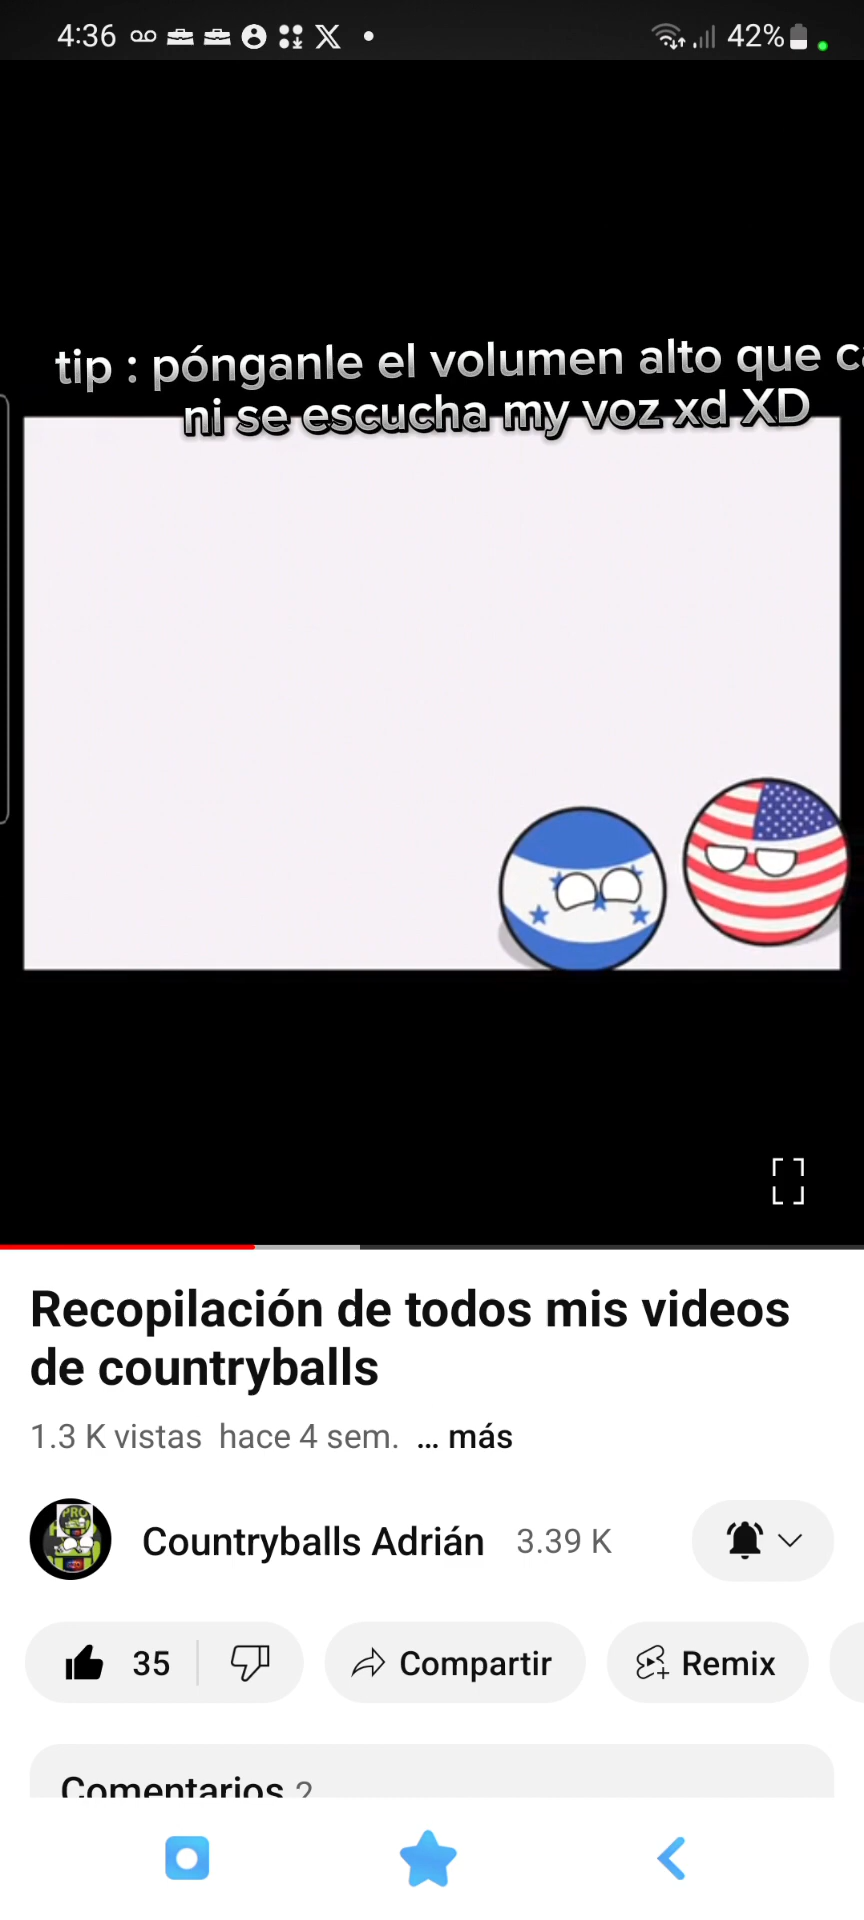 4:36
42%
tip : pónganle el volumen alto que
ni se escucha my voz xd XD
Recopilación de todos mis videos
de countryballs
1.3 K vistas hace 4 sem. ... más
PRO
Countryballs Adrián 3.39 K
35
Compartir
Remix
Comentarios 2